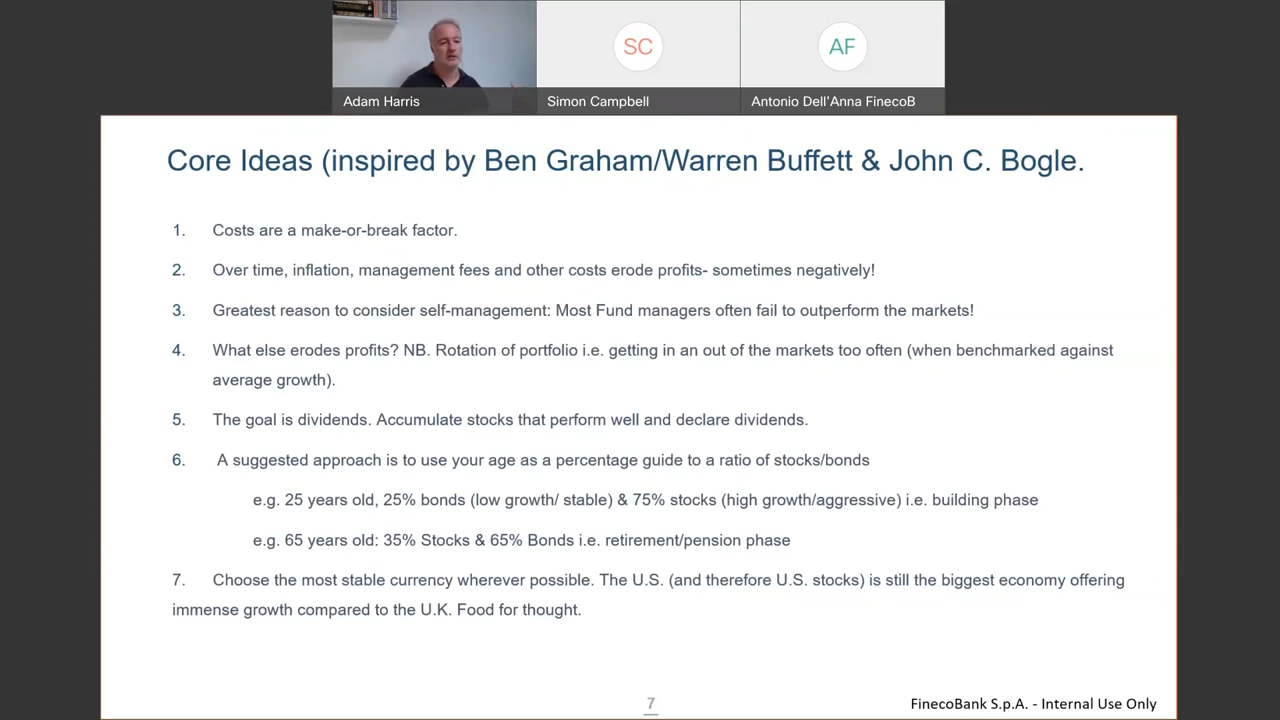 SC
AF
Adam Harris
Simon Campbell
Antonio Dell'Anna FinecoB
Core Ideas (inspired by Ben Graham/Warren Buffett & John C. Bogle.
1. Costs are a make-or-break factor.
2. Over time, inflation, management fees and other costs erode profits- sometimes negatively!
3. Greatest reason to consider self-management: Most Fund managers often fail to outperform the markets!
4. What else erodes profits? NB. Rotation of portfolio i.e. getting in an out of the markets too often (when benchmarked against
average growth).
5. The goal is dividends. Accumulate stocks that perform well and declare dividends.
6. A suggested approach is to use your age as a percentage guide to a ratio of stocks/bonds
e.g. 25 years old, 25% bonds (low growth/ stable) & 75% stocks (high growth/aggressive) i.e. building phase
e.g. 65 years old: 35% Stocks & 65% Bonds i.e. retirement/pension phase
7. Choose the most stable currency wherever possible. The U.S. (and therefore U.S. stocks) is still the biggest economy offering
immense growth compared to the U.K. Food for thought.
7
FinecoBank S.p.A. - Internal Use Only